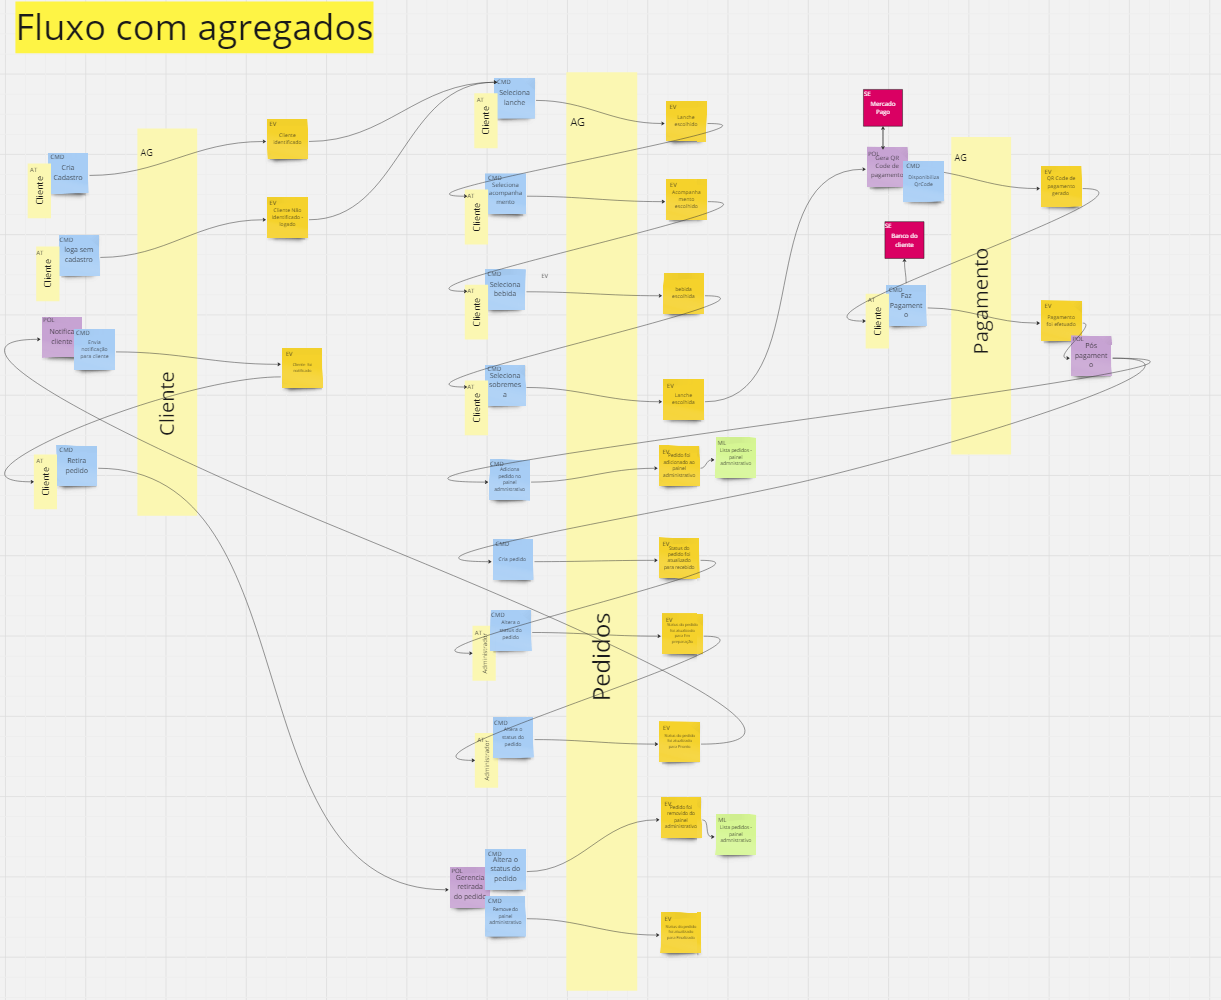 Fluxo com agregados
AG
Cliente
CMD
Cria
Cadastro
AT
Cliente
EV
Cliente
identificado
CMD
loga sem
cadastro
AT
Cliente
EV
Cliente Não
identificado -
logado
POL
Notifica
cliente
CMD
Envia
notificação
para cliente
EV
CMD
Retira
pedido
AT
Cliente
AG
Pedidos
CMD
Seleciona
lanche
AT
Cliente
EV
Lanche
escolhido
CMD
Seleciona
acompanha
mento
AT
Cliente
EV
Acompanha
mento
escolhido
CMD
Seleciona
bebida
AT
Cliente
EV
bebida
escolhida
CMD
Seleciona
sobremes
a
AT
Cliente
EV
Lanche
escolhida
CMD
Adiciona
pedido no
painel
administrativo
EV
Pedido foi
adicionado ao
painel
administrativo
ML
Lista pedidos -
painel
administrativo
CMD
Cria pedido
EV
Status do
pedido foi
atualizado
para recebido
CMD
Altera o
status do
pedido
AT
Administrador
EV
Status do pedido
foi atualizado
para Em
preparação
CMD
Altera o
status do
pedido
AT
Administrador
EV
Status do pedido
foi atualizado
para Pronto
POL
Gerencia
retirada
do pedido
CMD
Altera o
status do
pedido
EV
Pedido foi
removido do
painel
administrativo
ML
Lista pedidos -
painel
administrativo
CMD
Remove do
painel
administrativo
EV
Status do pedido
foi atualizado
para Finalizado
AG
Pagamento
SE
Mercado
Pago
POL
Gera QR
Code de
pagamento
CMD
Disponibiliza
QrCode
EV
QR Code de
pagamento
gerado
SE
Banco do
cliente
CMD
Faz
Pagament
o
AT
Cliente
EV
Pagamento
foi efetuado
POL
Pós
pagament
o